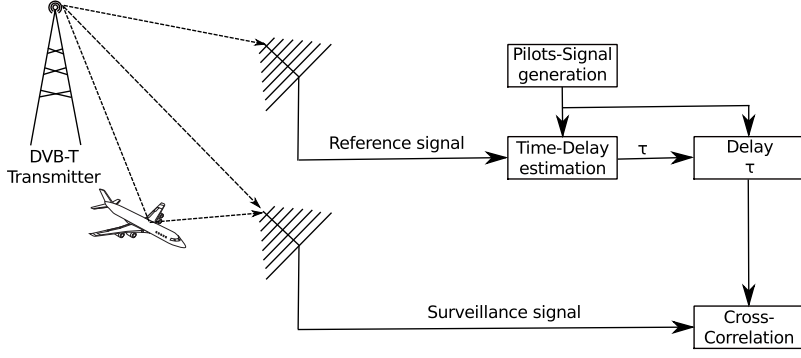 Pilots-Signal
generation
Reference signal
Time-Delay
estimation
τ
Delay
τ
DVB-T
Transmitter
Surveillance signal
Cross-
Correlation